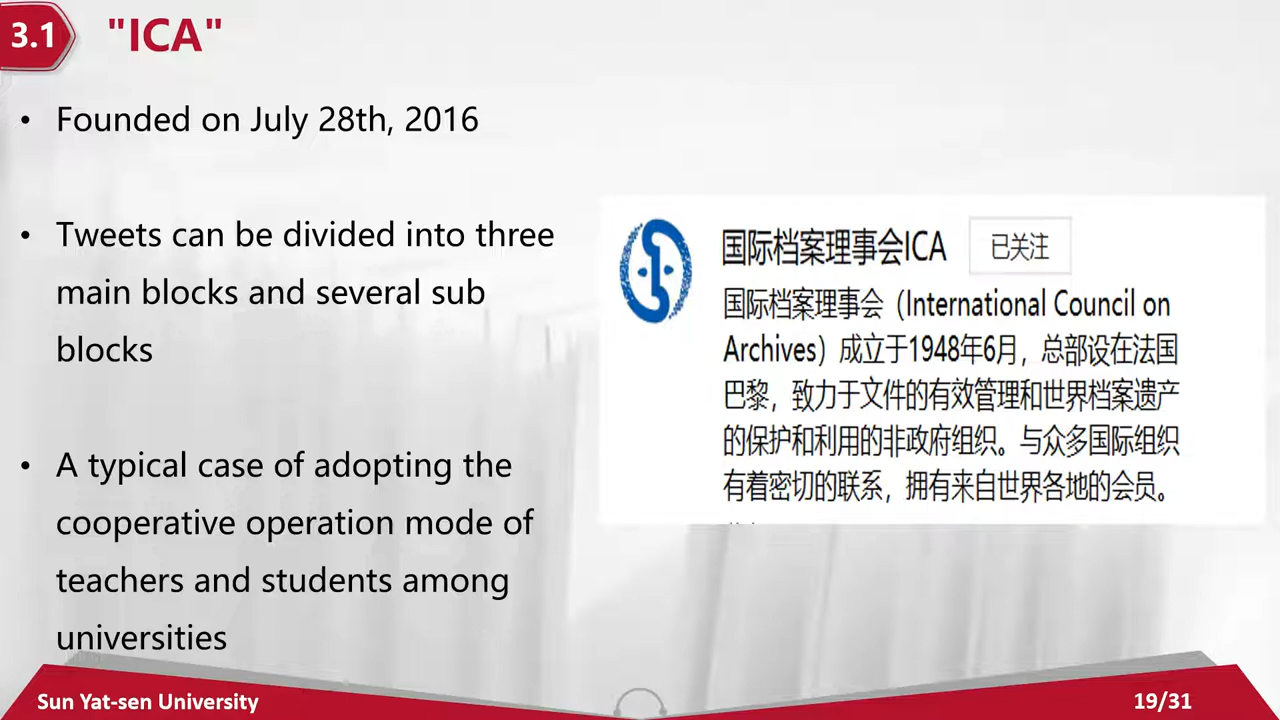 3.1
"ICA"
• Founded on July 28th, 2016
• Tweets can be divided into three
main blocks and several sub
blocks
• A typical case of adopting the
cooperative operation mode of
teachers and students among
universities
国际档案理事会ICA
已关注
国际档案理事会（International Council on
Archives）成立于1948年6月，总部设在法国
巴黎，致力于文件的有效管理和世界档案遗产
的保护和利用的非政府组织。与众多国际组织
有着密切的联系，拥有来自世界各地的会员。
Sun Yat-sen University
19/31